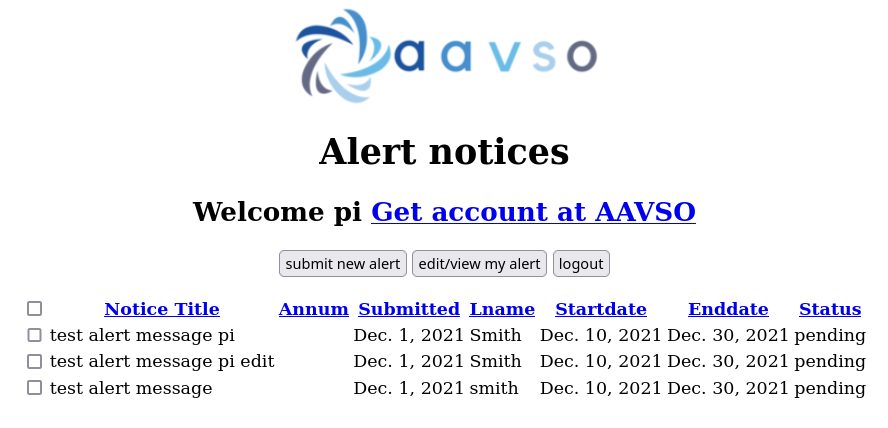 aavso
Alert notices
Welcome pi Get account at AAVSO
submit new alert edit/view my alert logout
Notice Title Annum Submitted Lname Startdate Enddate Status
test alert message pi Dec. 1, 2021 Smith Dec. 10, 2021 Dec. 30, 2021 pending
test alert message pi edit Dec. 1, 2021 Smith Dec. 10, 2021 Dec. 30, 2021 pending
test alert message Dec. 1, 2021 smith Dec. 10, 2021 Dec. 30, 2021 pending